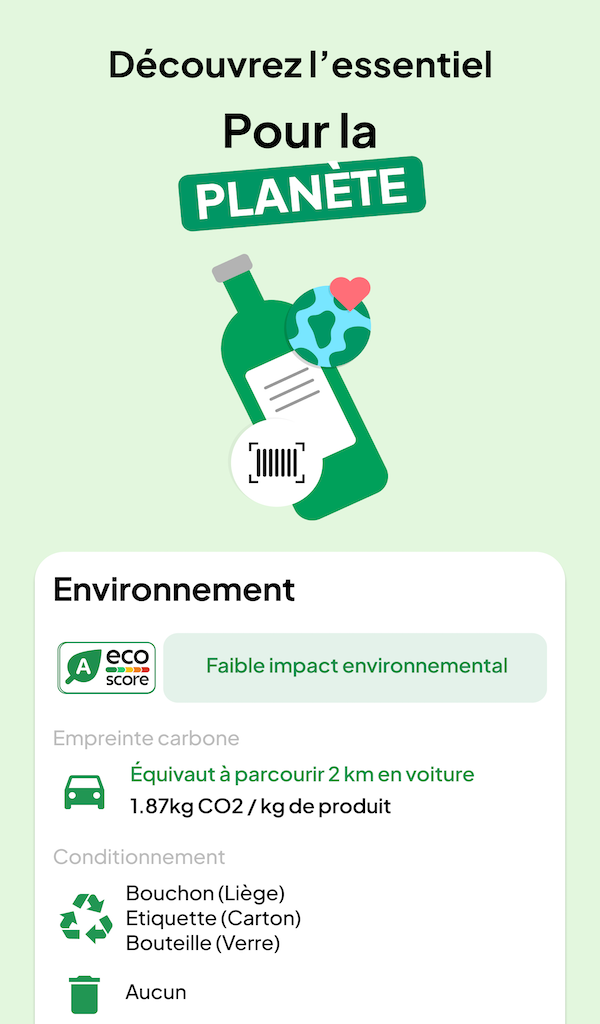 Découvrez l’essentiel
Pour la
PLANÈTE
Environnement
A eco
score
Faible impact environnemental
Empreinte carbone
Équivaut à parcourir 2 km en voiture
1.87kg CO2 / kg de produit
Conditionnement
Bouchon (Liège)
Etiquette (Carton)
Bouteille (Verre)
Aucun